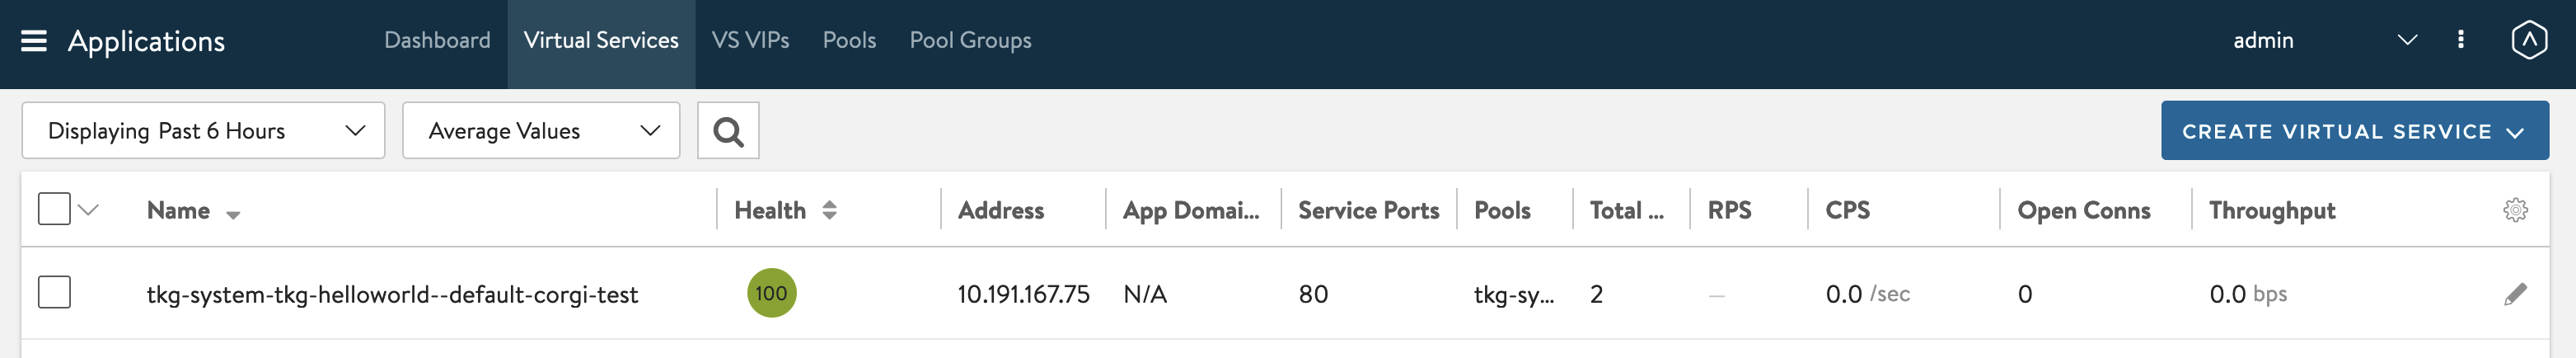 Applications Dashboard Virtual Services VS VIPs Pools Pool Groups admin
Displaying Past 6 Hours Average Values CREATE VIRTUAL SERVICE
Name Health Address App Domai... Service Ports Pools Total ... RPS CPS Open Conns Throughput
tkg-system-tkg-helloworld--default-corgi-test 100 10.191.167.75 N/A 80 tkg-sy... 2 – 0.0 /sec 0 0.0 bps